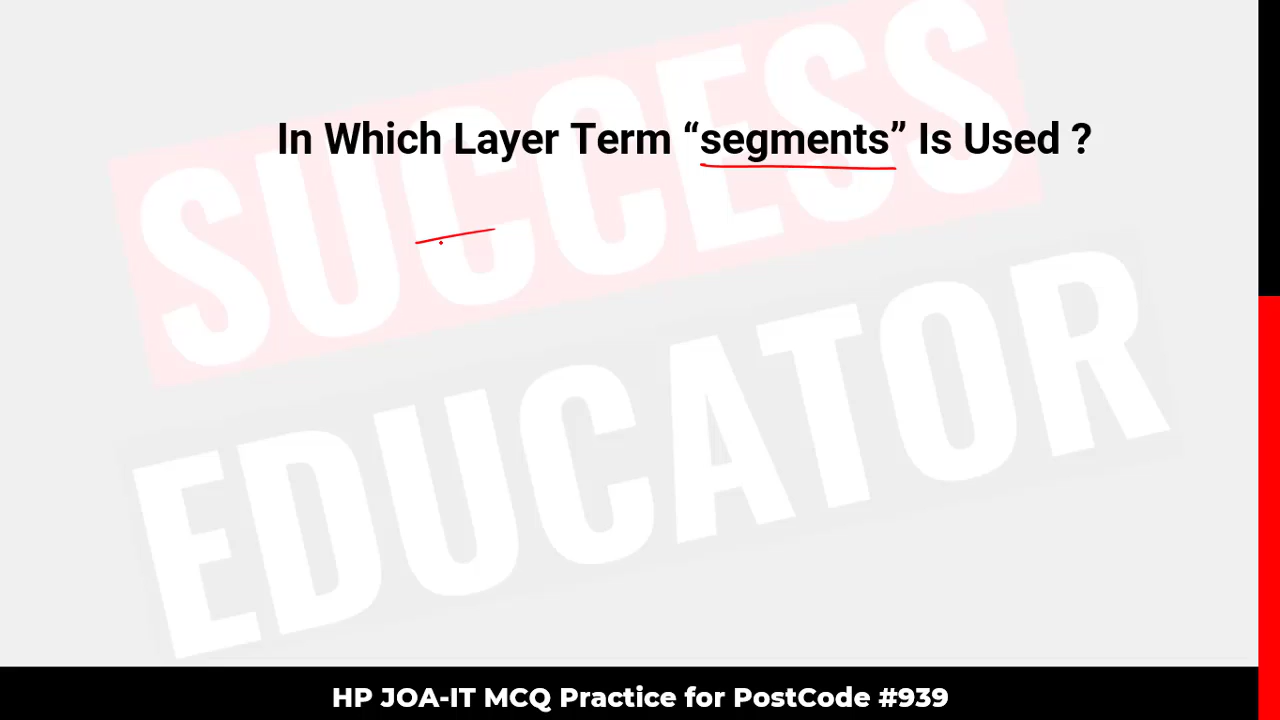 In Which Layer Term “segments” Is Used ?
SUCCESS
EDUCATOR
HP JOA-IT MCQ Practice for PostCode #939